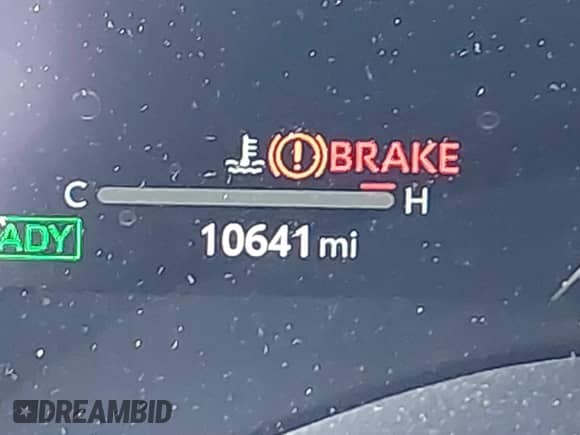 (!) BRAKE
C H
ADY
10641 mi
DREAMBID